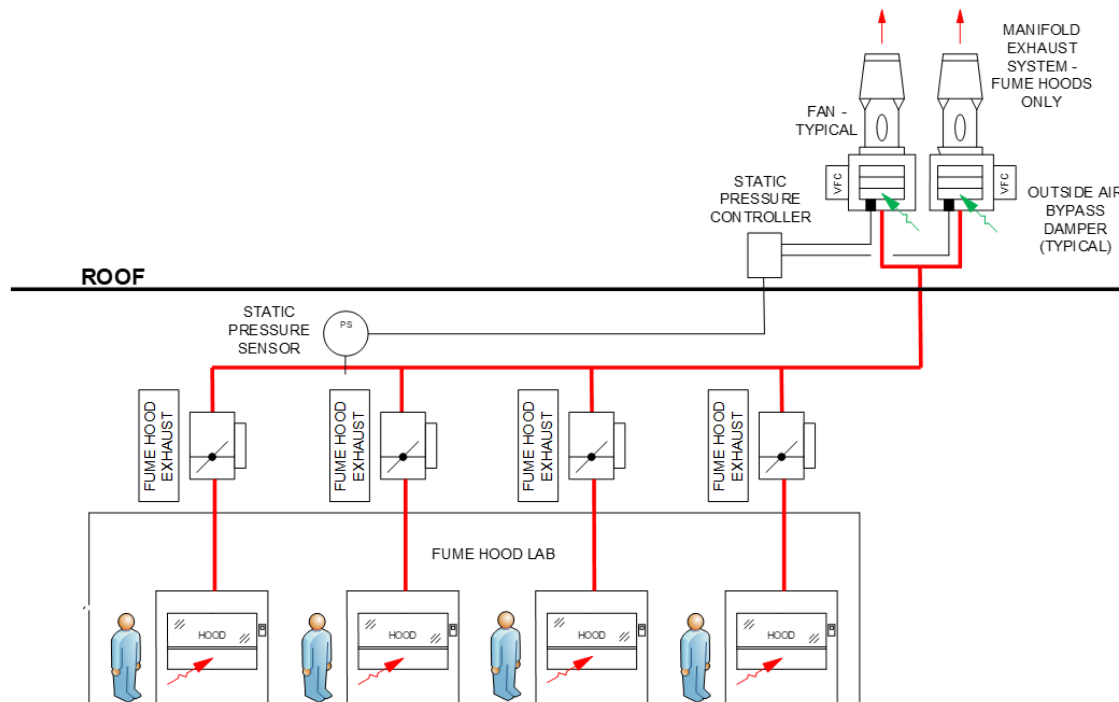 MANIFOLD
EXHAUST
SYSTEM -
FUME HOODS
ONLY
FAN -
TYPICAL
STATIC
PRESSURE
CONTROLLER
VFC
VFC
OUTSIDE AIR
BYPASS
DAMPER
(TYPICAL)
ROOF
STATIC
PRESSURE
SENSOR
PS
FUME HOOD
EXHAUST
FUME HOOD
EXHAUST
FUME HOOD
EXHAUST
FUME HOOD
EXHAUST
FUME HOOD LAB
HOOD
HOOD
HOOD
HOOD